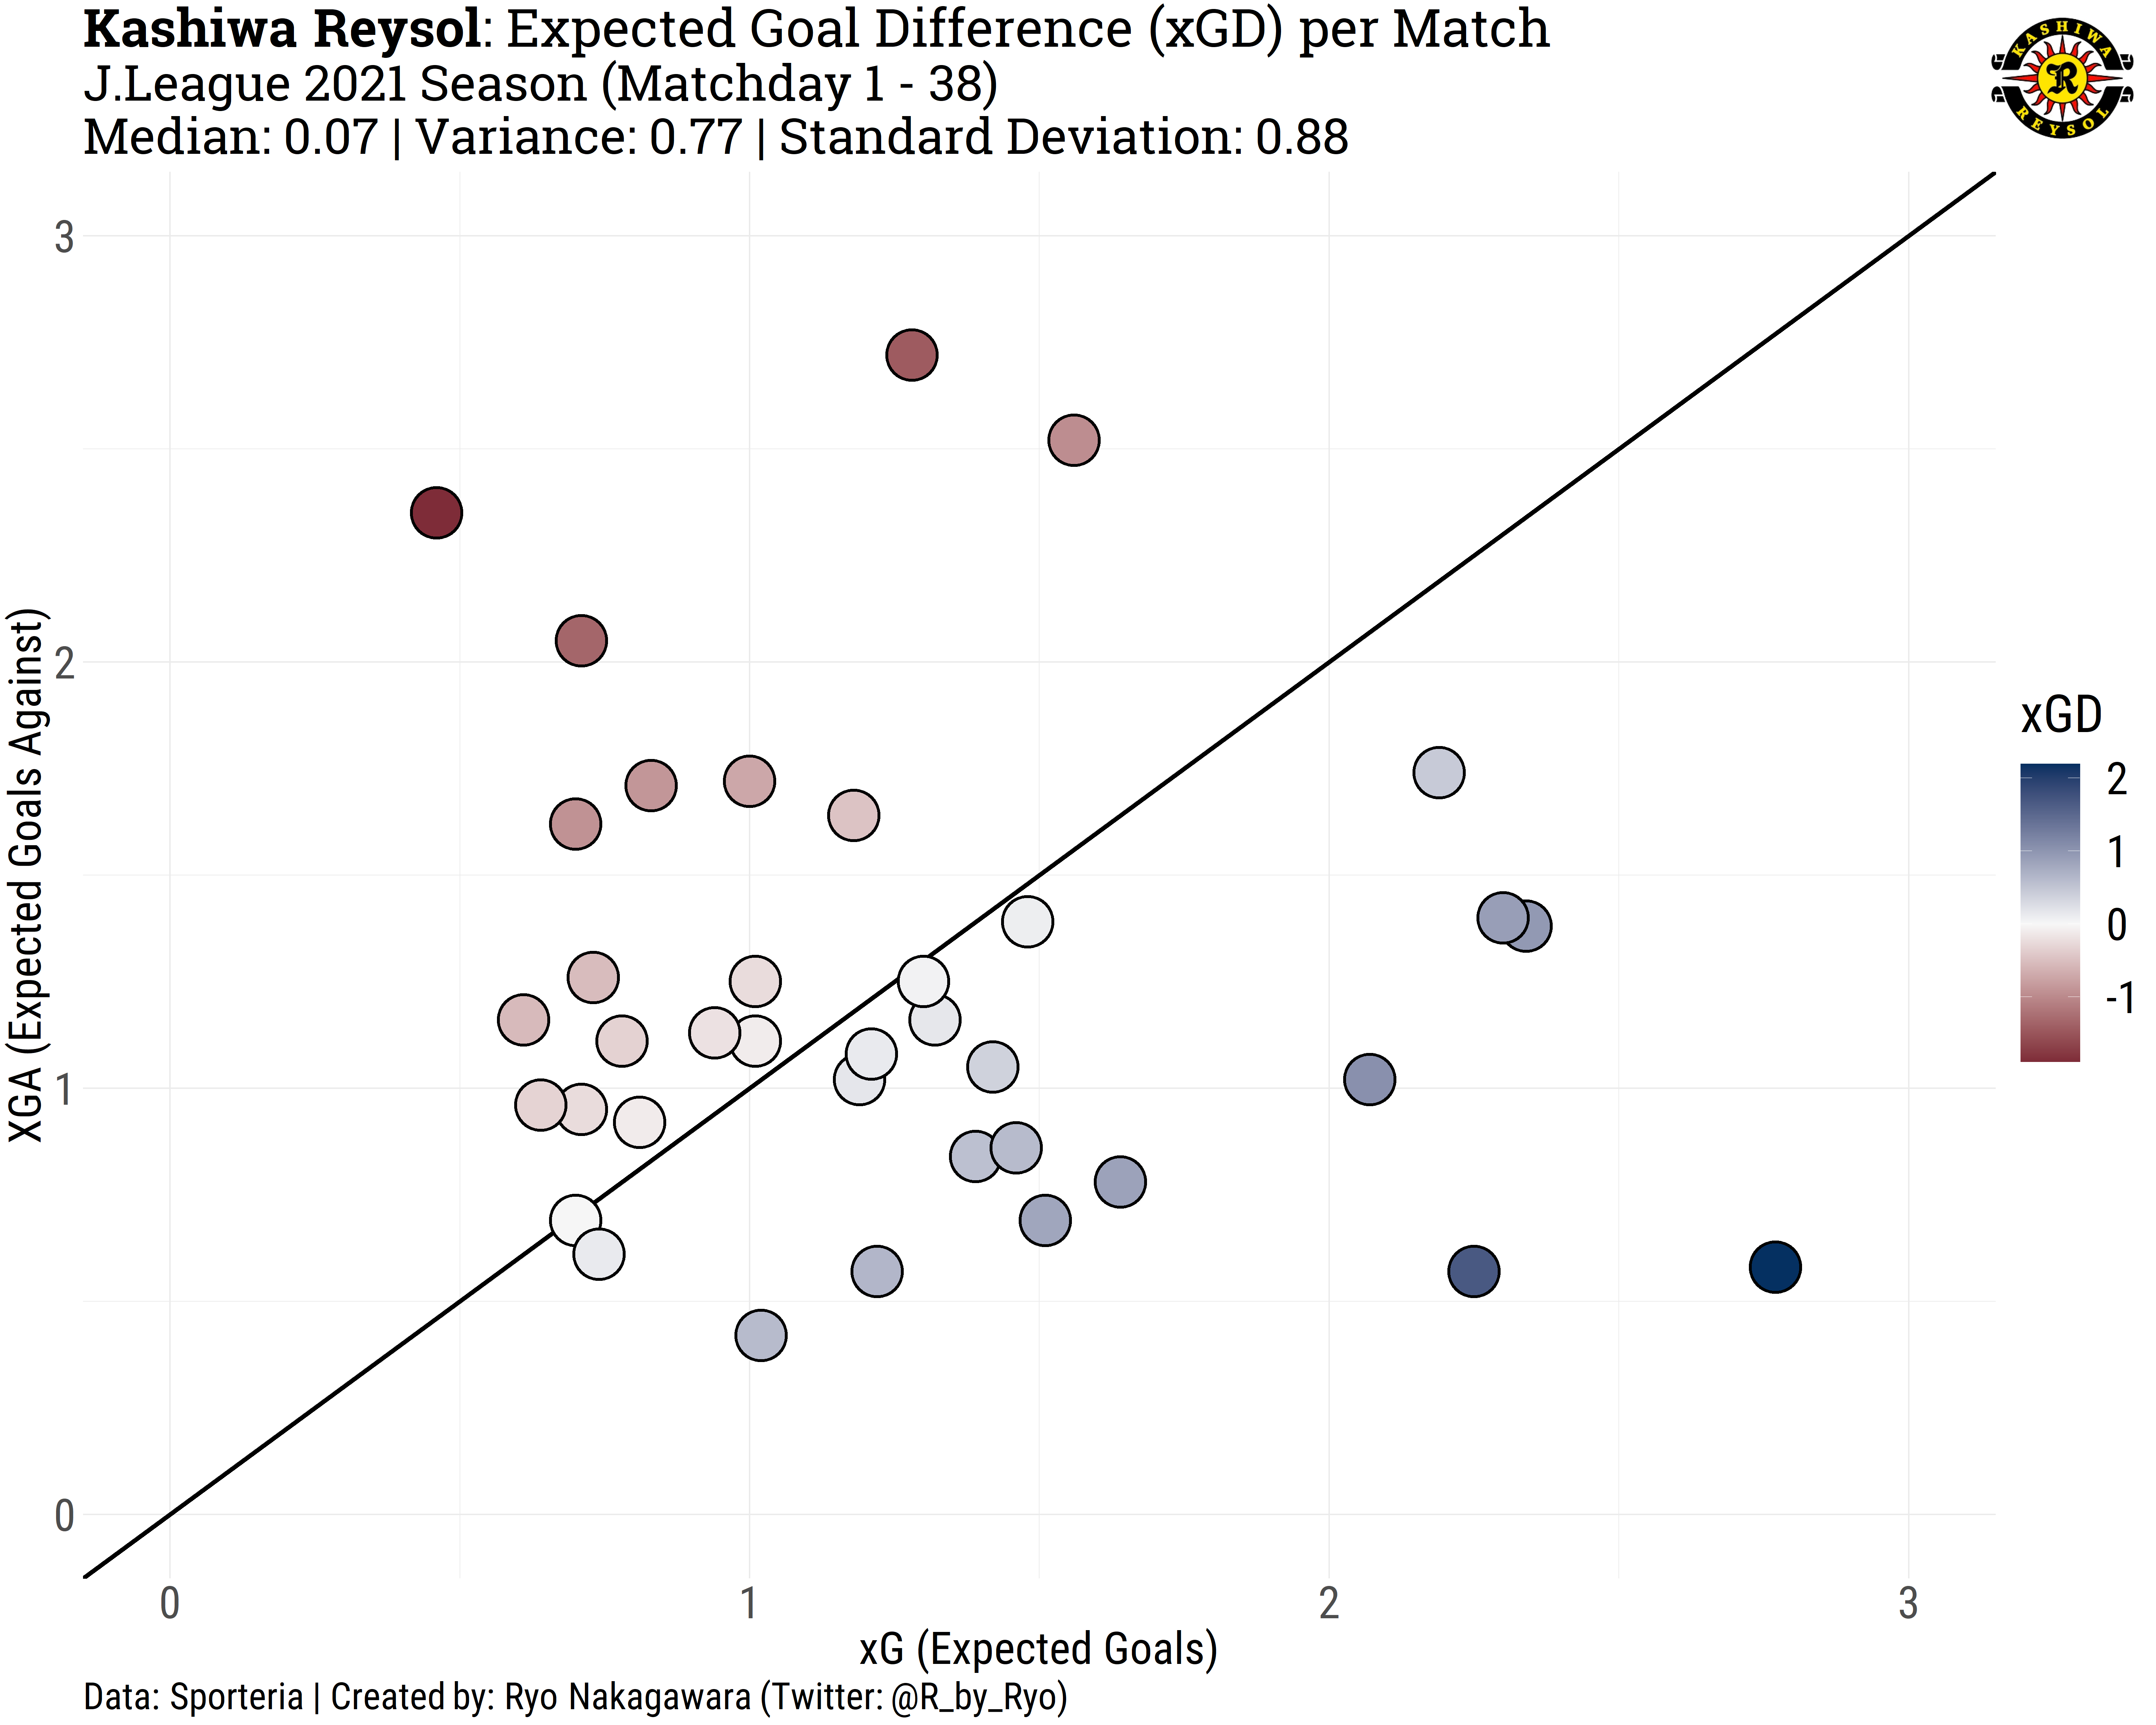 Kashiwa Reysol: Expected Goal Difference (xGD) per Match
J.League 2021 Season (Matchday 1 - 38)
Median: 0.07 | Variance: 0.77 | Standard Deviation: 0.88
KASHIWA
R
REYSOL
XGA (Expected Goals Against)
3
2
1
0
0
1
2
3
xG (Expected Goals)
xGD
2
1
0
-1
Data: Sporteria | Created by: Ryo Nakagawara (Twitter: @R_by_Ryo)